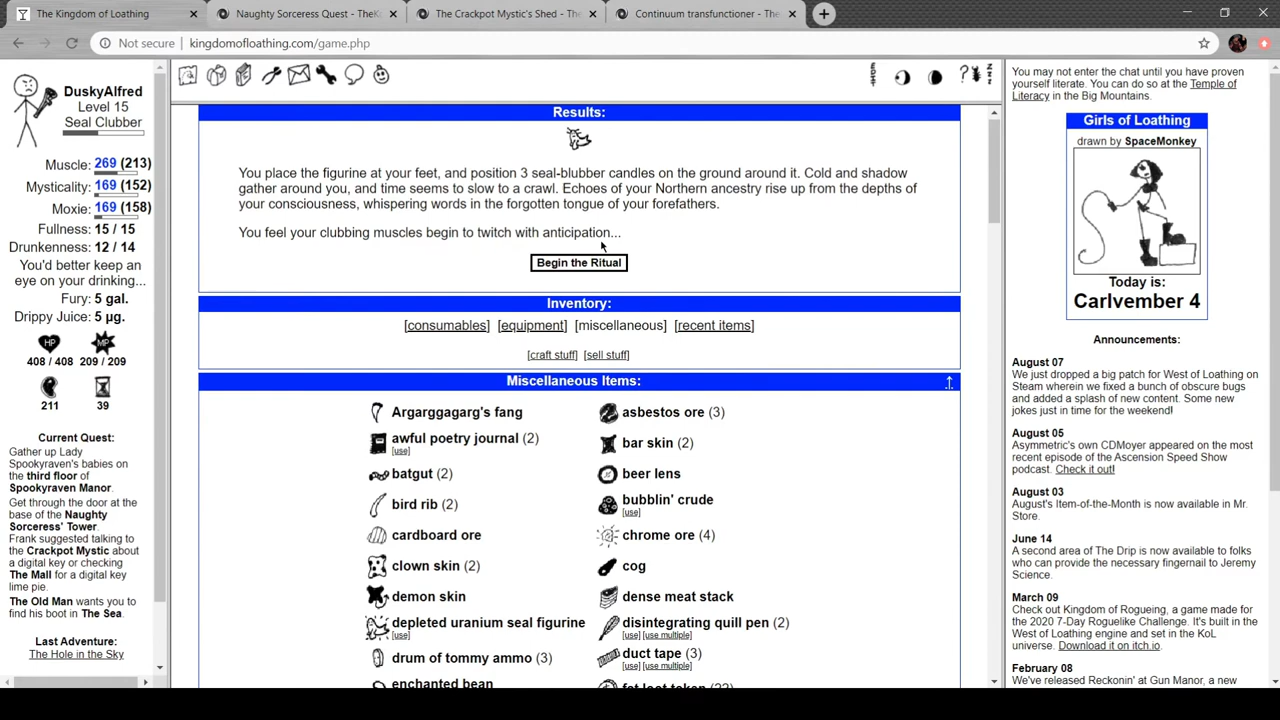 The Kingdom of Loathing
Naughty Sorceress Quest - TheK
The Crackpot Mystic's Shed - The
Continuum transfunctioner - The
Not secure
kingdomofloathing.com/game.php
DuskyAlfred
Level 15
Seal Clubber
Muscle: 269 (213)
Mysticality: 169 (152)
Moxie: 169 (158)
Fullness: 15 / 15
Drunkenness: 12 / 14
You'd better keep an
eye on your drinking...
Fury: 5 gal.
Drippy Juice: 5 μg.
HP MP
408 / 408 209 / 209
211 39
Current Quest:
Gather up Lady
Spookyraven's babies on
the third floor of
Spookyraven Manor.
Get through the door at the
base of the Naughty
Sorceress' Tower.
Frank suggested talking to
the Crackpot Mystic about
a digital key or checking
The Mall for a digital key
lime pie.
The Old Man wants you to
find his boot in The Sea.
Last Adventure:
The Hole in the Sky
Results:
You place the figurine at your feet, and position 3 seal-blubber candles on the ground around it. Cold and shadow
gather around you, and time seems to slow to a crawl. Echoes of your Northern ancestry rise up from the depths of
your consciousness, whispering words in the forgotten tongue of your forefathers.
You feel your clubbing muscles begin to twitch with anticipation...
Begin the Ritual
Inventory:
[consumables] [equipment] [miscellaneous] [recent items]
[craft stuff] [sell stuff]
Miscellaneous Items:
Argarggagarg's fang
asbestos ore (3)
awful poetry journal (2)
[use]
bar skin (2)
batgut (2)
beer lens
bird rib (2)
bubblin' crude
[use]
cardboard ore
chrome ore (4)
clown skin (2)
cog
demon skin
dense meat stack
depleted uranium seal figurine
[use]
disintegrating quill pen (2)
[use] [use multiple]
drum of tommy ammo (3)
duct tape (3)
[use] [use multiple]
enchanted bean
fat loot token
You may not enter the chat until you have proven
yourself literate. You can do so at the Temple of
Literacy in the Big Mountains.
Girls of Loathing
drawn by SpaceMonkey
Today is:
Carlvember 4
Announcements:
August 07
We just dropped a big patch for West of Loathing on
Steam wherein we fixed a bunch of obscure bugs
and added a splash of new content. Some new
jokes just in time for the weekend!
August 05
Asymmetric's own CDMoyer appeared on the most
recent episode of the Ascension Speed Show
podcast. Check it out!
August 03
August's Item-of-the-Month is now available in Mr.
Store.
June 14
A second area of The Drip is now available to folks
who can provide the necessary fingernail to Jeremy
Science.
March 09
Check out Kingdom of Rogueing, a game made for
the 2020 7-Day Roguelike Challenge. It's built in the
West of Loathing engine and set in the KoL
universe. Download it on itch.io.
February 08
We've released Reckonin' at Gun Manor, a new